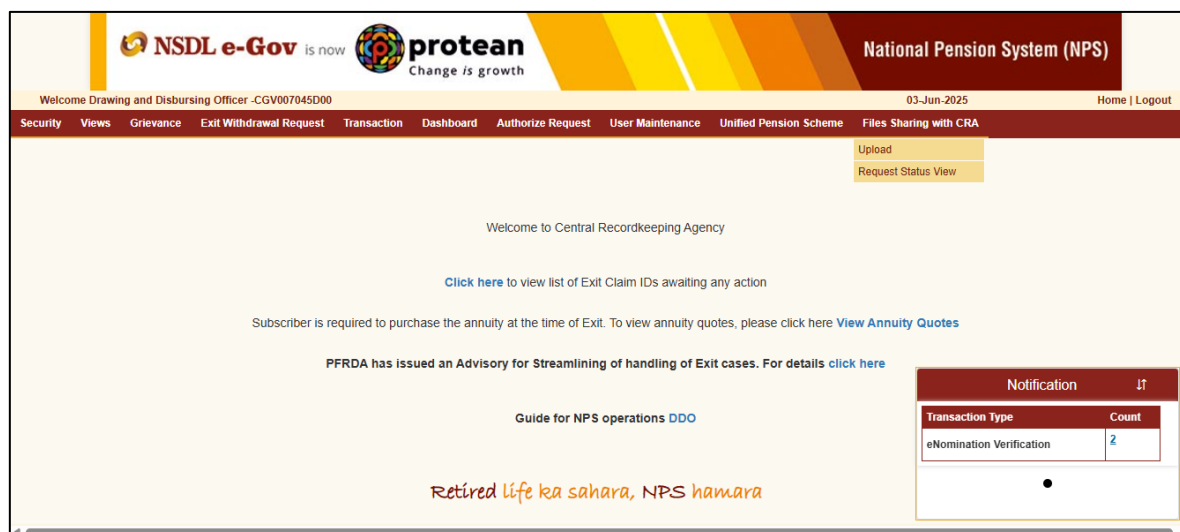 NSDL e-Gov is now protean
Change is growth
National Pension System (NPS)
Welcome Drawing and Disbursing Officer -CGV007045D00 03-Jun-2025 Home | Logout
Security Views Grievance Exit Withdrawal Request Transaction Dashboard Authorize Request User Maintenance Unified Pension Scheme Files Sharing with CRA
Upload
Request Status View
Welcome to Central Recordkeeping Agency
Click here to view list of Exit Claim IDs awaiting any action
Subscriber is required to purchase the annuity at the time of Exit. To view annuity quotes, please click here View Annuity Quotes
PFRDA has issued an Advisory for Streamlining of handling of Exit cases. For details click here
Guide for NPS operations DDO
Notification
Transaction Type Count
eNomination Verification 2
Retired life ka sahara, NPS hamara